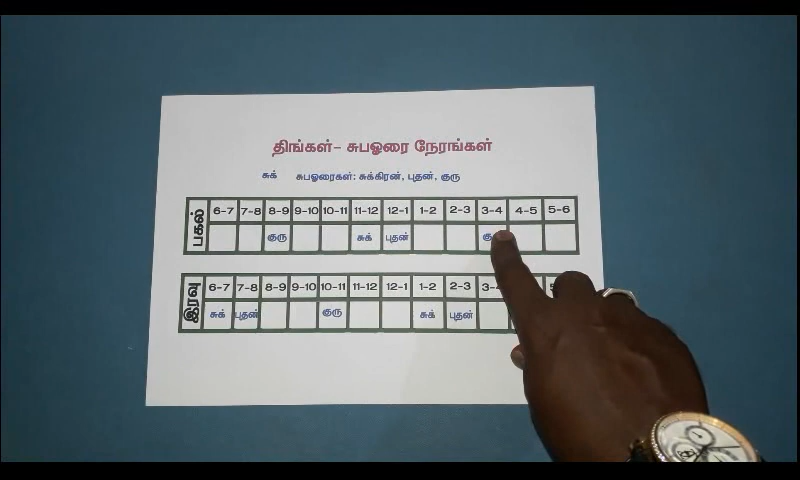 திங்கள்- சுபஓரை நேரங்கள்
சுக் சுபஓரைகள்: சுக்கிரன், புதன், குரு
பகல் 6-7 7-8 8-9 9-10 10-11 11-12 12-1 1-2 2-3 3-4 4-5 5-6
குரு சுக் புதன்
இரவு 6-7 7-8 8-9 9-10 10-11 11-12 12-1 1-2 2-3
சுக் புதன் குரு சுக் புதன்